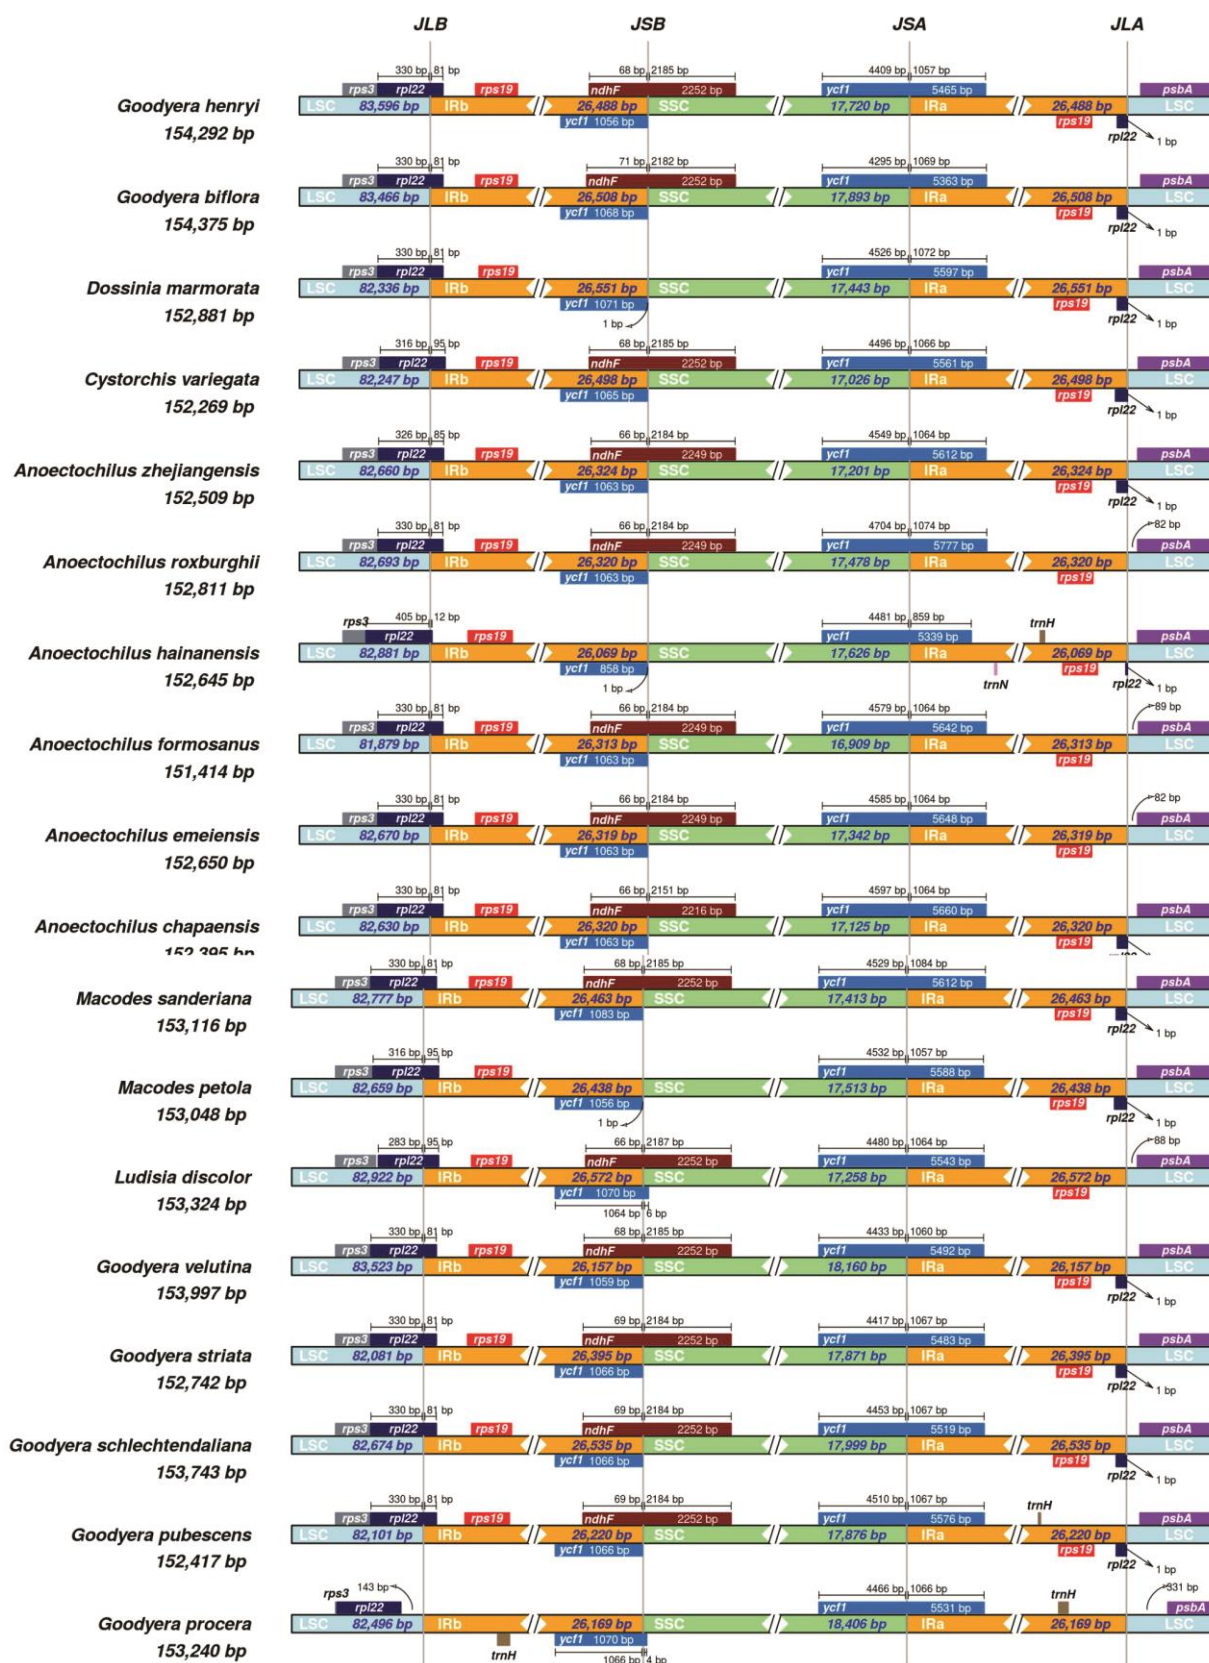 JLB JSB JSA JLA
330 bp 81 bp 68 bp 2185 bp 4409 bp 1057 bp
rps3 rpl22 rps19 ndhF 2252 bp ycf1 5465 bp psbA
Goodyera henryi LSC 83,596 bp IRb 26,488 bp SSC 17,720 bp IRa 26,488 bp LSC
ycf1 1056 bp rps19 rpl22 1 bp
154,292 bp
330 bp 81 bp 71 bp 2182 bp 4295 bp 1069 bp
rps3 rpl22 rps19 ndhF 2252 bp ycf1 5363 bp psbA
Goodyera biflora LSC 83,466 bp IRb 26,508 bp SSC 17,893 bp IRa 26,508 bp LSC
ycf1 1068 bp rps19 rpl22 1 bp
154,375 bp
330 bp 81 bp 4526 bp 1072 bp
rps3 rpl22 rps19 ycf1 5597 bp psbA
Dossinia marmorata LSC 82,336 bp IRb 26,551 bp SSC 17,443 bp IRa 26,551 bp LSC
ycf1 1071 bp rps19 rpl22
152,881 bp 1 bp 1 bp
316 bp 95 bp 68 bp 2185 bp 4496 bp 1066 bp
rps3 rpl22 rps19 ndhF 2252 bp ycf1 5561 bp psbA
Cystorchis variegata LSC 82,247 bp IRb 26,498 bp SSC 17,026 bp IRa 26,498 bp LSC
ycf1 1065 bp rps19 rpl22 1 bp
152,269 bp
326 bp 85 bp 66 bp 2184 bp 4549 bp 1064 bp
rps3 rpl22 rps19 ndhF 2249 bp ycf1 5612 bp psbA
Anoectochilus zhejiangensis LSC 82,660 bp IRb 26,324 bp SSC 17,201 bp IRa 26,324 bp LSC
ycf1 1063 bp rps19 rpl22 1 bp
152,509 bp
330 bp 81 bp 66 bp 2184 bp 4704 bp 1074 bp 82 bp
rps3 rpl22 rps19 ndhF 2249 bp ycf1 5777 bp psbA
Anoectochilus roxburghii LSC 82,693 bp IRb 26,320 bp SSC 17,478 bp IRa 26,320 bp LSC
ycf1 1063 bp rps19
152,811 bp
rps3 405 bp 12 bp 4481 bp 859 bp trnH
rpl22 rps19 ycf1 5339 bp psbA
Anoectochilus hainanensis LSC 82,881 bp IRb 26,069 bp SSC 17,626 bp IRa 26,069 bp LSC
ycf1 858 bp rps19
152,645 bp 1 bp trnN rpl22 1 bp
330 bp 81 bp 66 bp 2184 bp 4579 bp 1064 bp 89 bp
rps3 rpl22 rps19 ndhF 2249 bp ycf1 5642 bp psbA
Anoectochilus formosanus LSC 81,879 bp IRb 26,313 bp SSC 16,909 bp IRa 26,313 bp LSC
ycf1 1063 bp rps19
151,414 bp
330 bp 81 bp 66 bp 2184 bp 4585 bp 1064 bp 82 bp
rps3 rpl22 rps19 ndhF 2249 bp ycf1 5648 bp psbA
Anoectochilus emeiensis LSC 82,670 bp IRb 26,319 bp SSC 17,342 bp IRa 26,319 bp LSC
ycf1 1063 bp rps19
152,650 bp
330 bp 81 bp 66 bp 2151 bp 4597 bp 1064 bp
rps3 rpl22 rps19 ndhF 2216 bp ycf1 5660 bp psbA
Anoectochilus chapaensis LSC 82,630 bp IRb 26,320 bp SSC 17,125 bp IRa 26,320 bp LSC
ycf1 1063 bp rps19
152,395 bp
330 bp 81 bp 68 bp 2185 bp 4529 bp 1084 bp
rps3 rpl22 rps19 ndhF 2252 bp ycf1 5612 bp psbA
Macodes sanderiana LSC 82,777 bp IRb 26,463 bp SSC 17,413 bp IRa 26,463 bp LSC
ycf1 1083 bp rps19 rpl22 1 bp
153,116 bp
316 bp 95 bp 4532 bp 1057 bp
rps3 rpl22 rps19 ycf1 5588 bp psbA
Macodes petola LSC 82,659 bp IRb 26,438 bp SSC 17,513 bp IRa 26,438 bp LSC
ycf1 1056 bp rps19 rpl22
153,048 bp 1 bp 1 bp
283 bp 95 bp 66 bp 2187 bp 4480 bp 1064 bp 88 bp
rps3 rpl22 rps19 ndhF 2252 bp ycf1 5543 bp psbA
Ludisia discolor LSC 82,922 bp IRb 26,572 bp SSC 17,258 bp IRa 26,572 bp LSC
ycf1 1070 bp rps19
153,324 bp 1064 bp 6 bp
330 bp 81 bp 68 bp 2185 bp 4433 bp 1060 bp
rps3 rpl22 rps19 ndhF 2252 bp ycf1 5492 bp psbA
Goodyera velutina LSC 83,523 bp IRb 26,157 bp SSC 18,160 bp IRa 26,157 bp LSC
ycf1 1059 bp rps19 rpl22 1 bp
153,997 bp
330 bp 81 bp 69 bp 2184 bp 4417 bp 1067 bp
rps3 rpl22 rps19 ndhF 2252 bp ycf1 5483 bp psbA
Goodyera striata LSC 82,081 bp IRb 26,395 bp SSC 17,871 bp IRa 26,395 bp LSC
ycf1 1066 bp rps19 rpl22 1 bp
152,742 bp
330 bp 81 bp 69 bp 2184 bp 4453 bp 1067 bp
rps3 rpl22 rps19 ndhF 2252 bp ycf1 5519 bp psbA
Goodyera schlechtendaliana LSC 82,674 bp IRb 26,535 bp SSC 17,999 bp IRa 26,535 bp LSC
ycf1 1066 bp rps19 rpl22 1 bp
153,743 bp
330 bp 81 bp 69 bp 2184 bp 4510 bp 1067 bp trnH
rps3 rpl22 rps19 ndhF 2252 bp ycf1 5576 bp psbA
Goodyera pubescens LSC 82,101 bp IRb 26,220 bp SSC 17,876 bp IRa 26,220 bp LSC
ycf1 1066 bp rps19 rpl22 1 bp
152,417 bp
rps3 143 bp 4466 bp 1066 bp trnH 331 bp
rpl22 ycf1 5531 bp psbA
Goodyera procera LSC 82,496 bp IRb 26,169 bp SSC 18,406 bp IRa 26,169 bp LSC
ycf1 1070 bp
153,240 bp trnH 1066 bp 4 bp